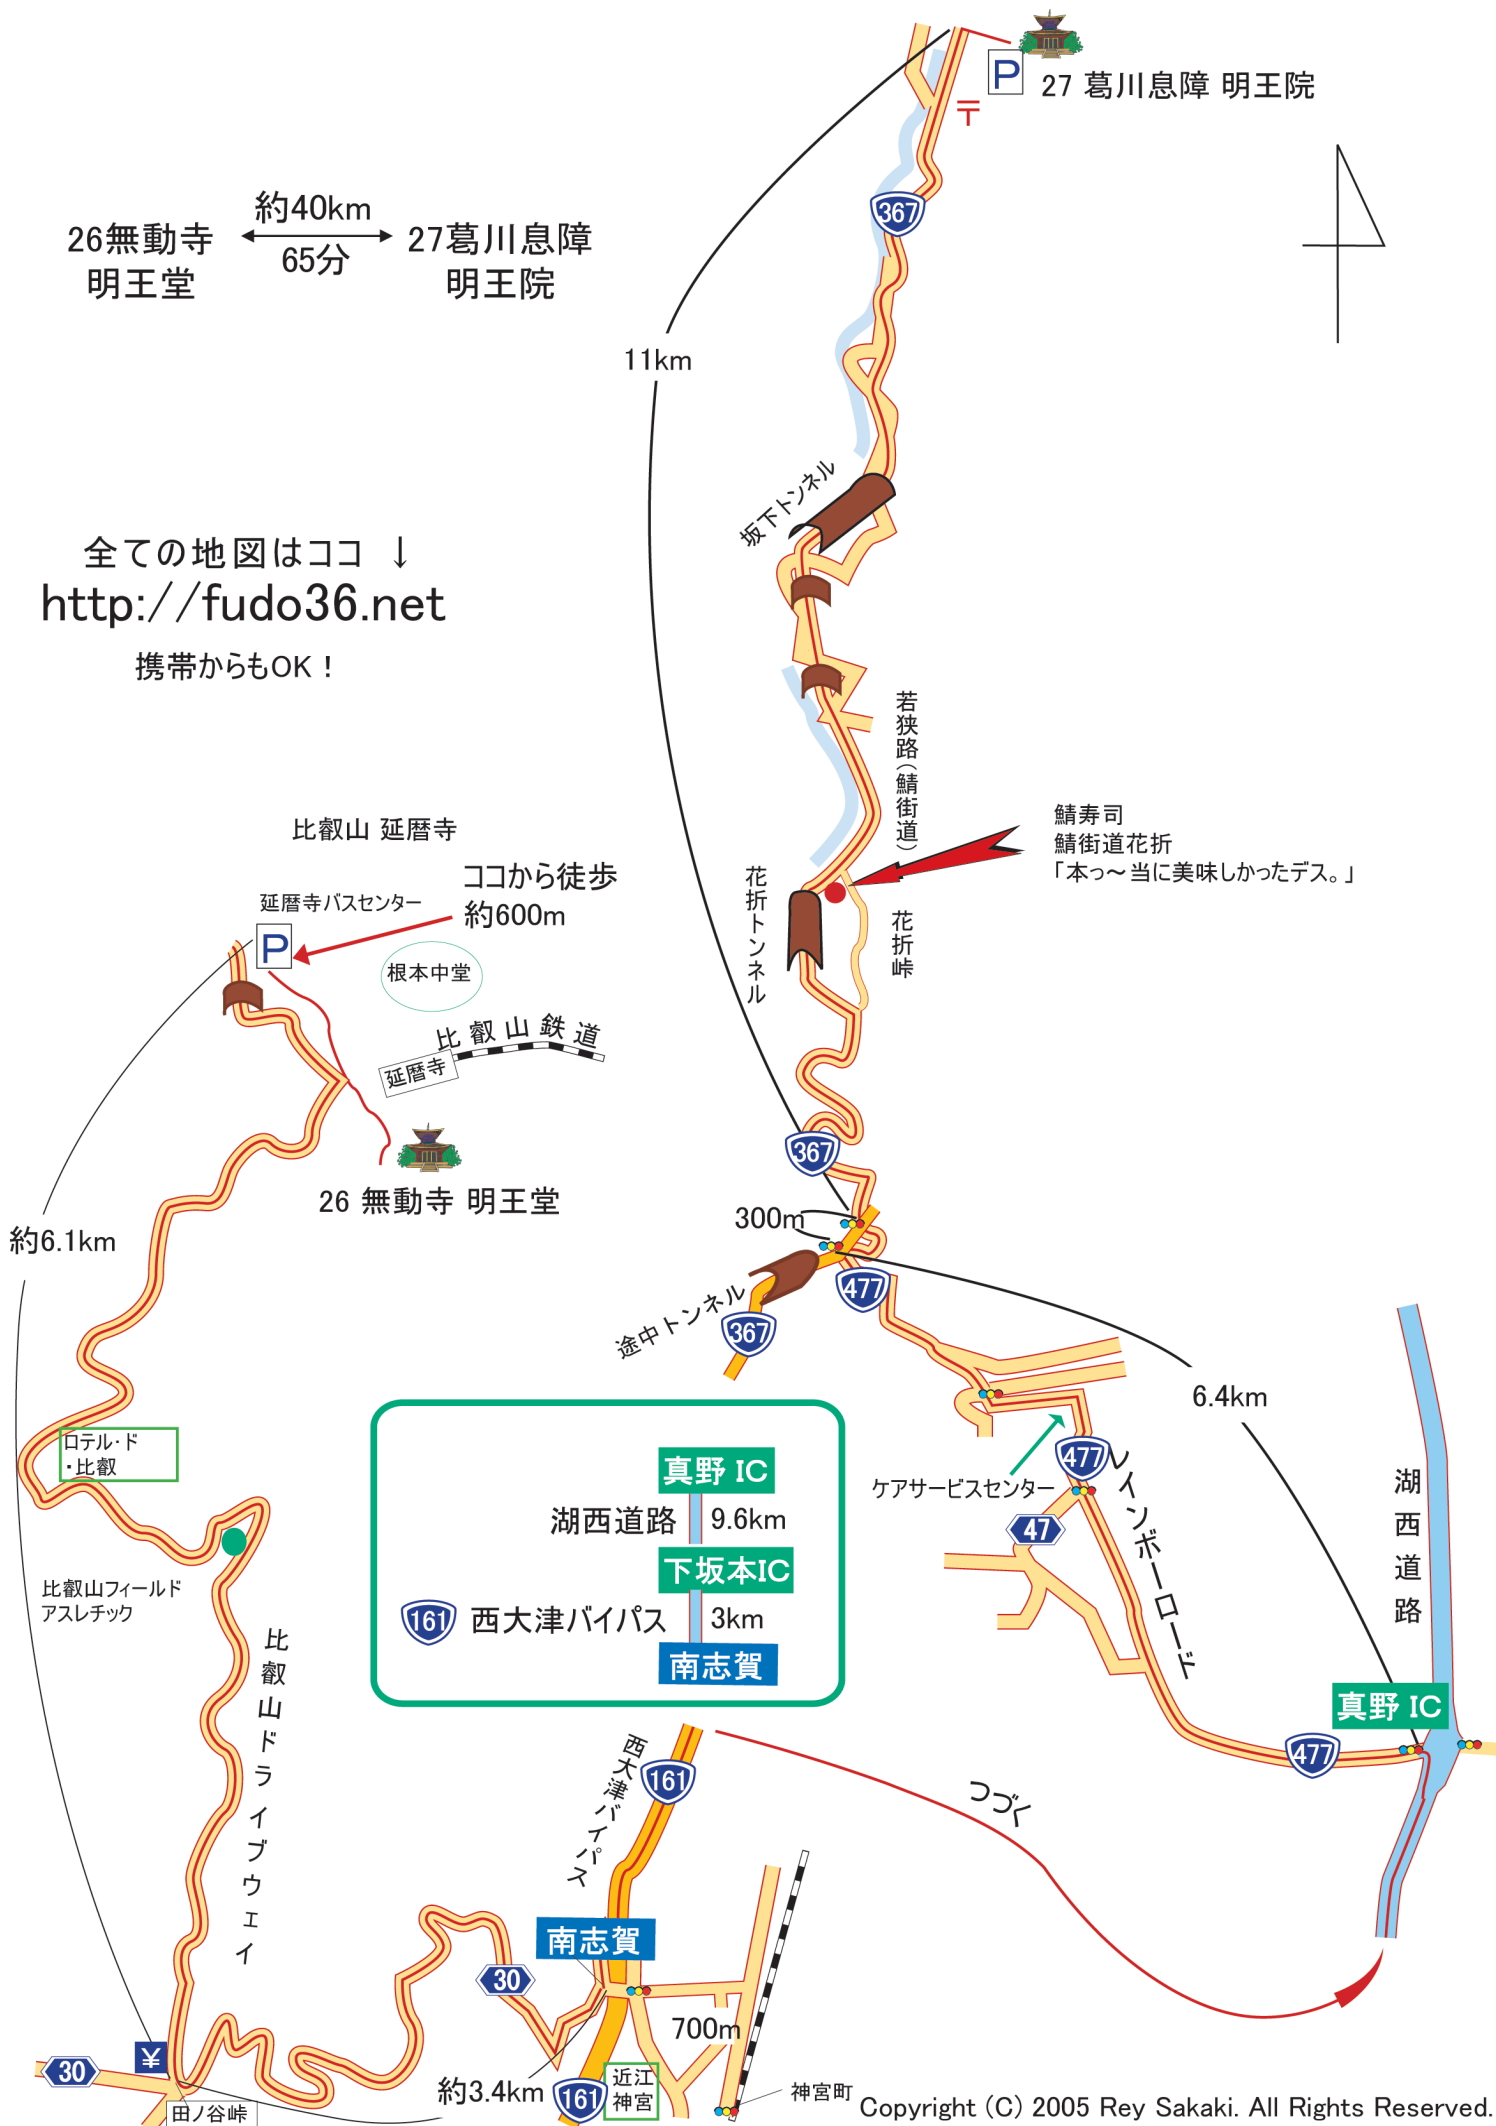 27 葛川息障 明王院
P
〒
367
26無動寺
明王堂
約40km
65分
27葛川息障
明王院
11km
全ての地図はココ ↓
http://fudo36.net
携帯からもOK！
坂下トンネル
若狭路（鯖街道）
鯖寿司
鯖街道花折
「本っ～当に美味しかったデス。」
花折トンネル
花折峠
比叡山 延暦寺
ココから徒歩
約600m
延暦寺バスセンター
P
根本中堂
比叡山鉄道
延暦寺
26 無動寺 明王堂
367
約6.1km
300m
477
途中トンネル
367
6.4km
ロテル・ド
・比叡
真野 IC
湖西道路
9.6km
下坂本IC
161
西大津バイパス
3km
南志賀
ケアサービスセンター
477
レインボーロード
47
湖西道路
比叡山フィールド
アスレチック
比叡山ドライブウェイ
真野 IC
477
西大津バイパス
161
つづく
南志賀
30
700m
¥
30
田ノ谷峠
約3.4km
161
近江
神宮
神宮町
Copyright (C) 2005 Rey Sakaki. All Rights Reserved.